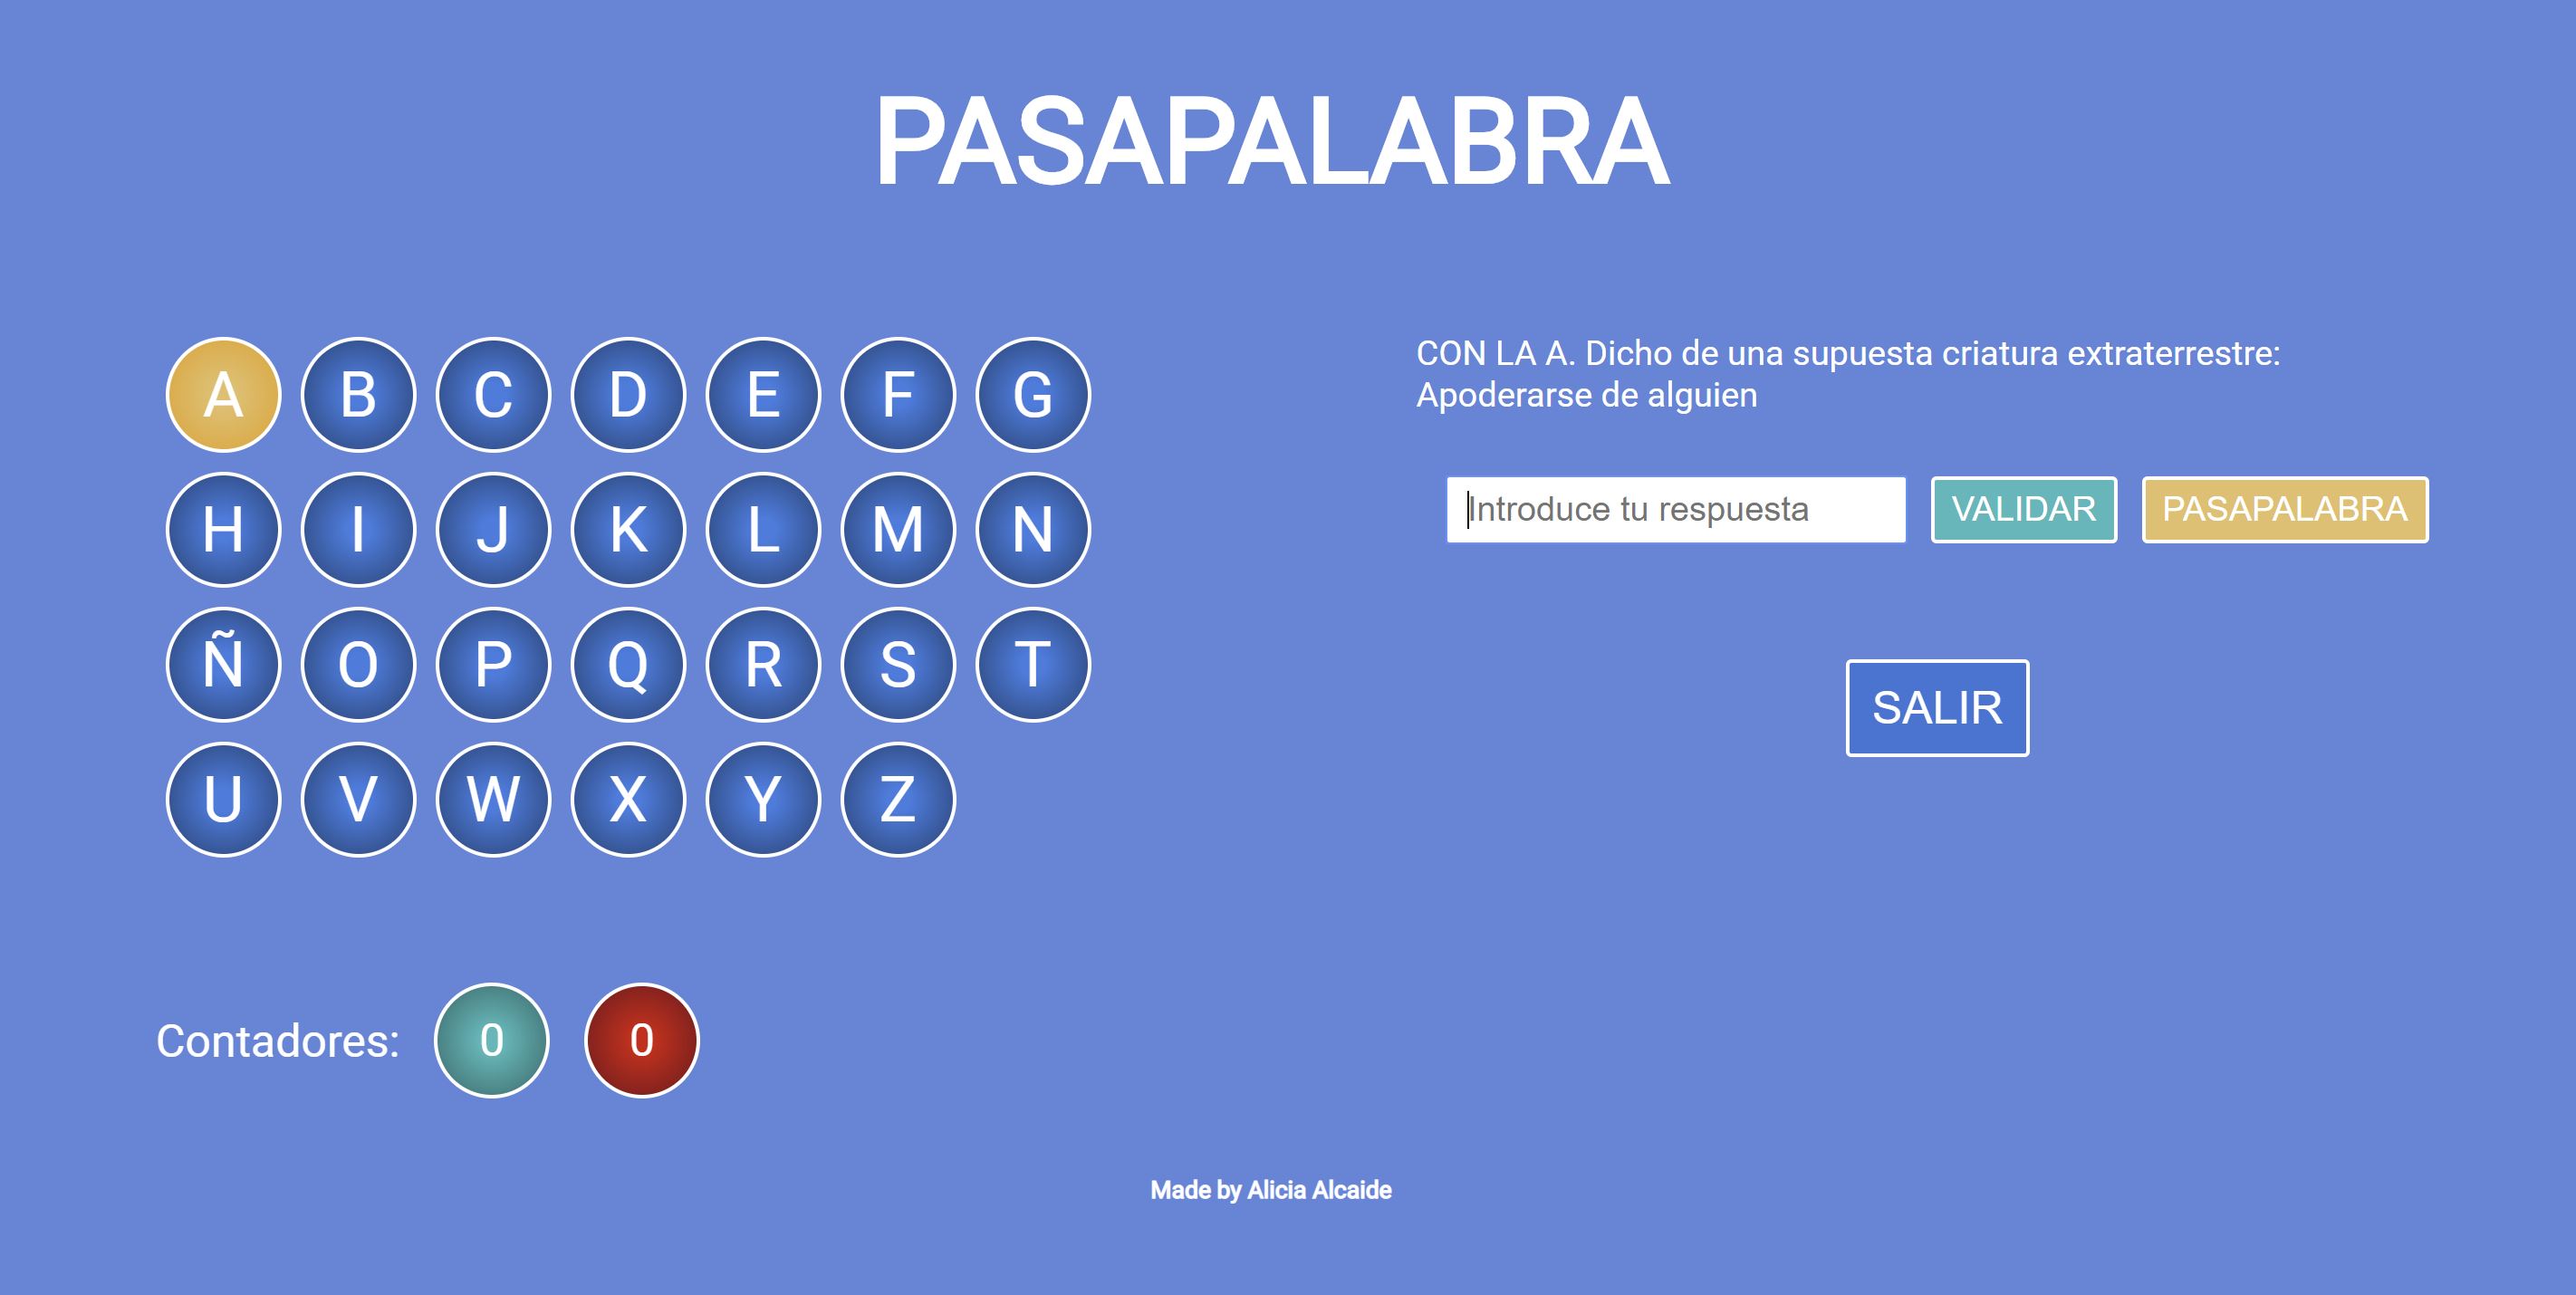 PASAPALABRA
A B C D E F G
H I J K L M N
Ñ O P Q R S T
U V W X Y Z
CON LA A. Dicho de una supuesta criatura extraterrestre:
Apoderarse de alguien
Introduce tu respuesta VALIDAR PASAPALABRA
SALIR
Contadores: 0 0
Made by Alicia Alcaide